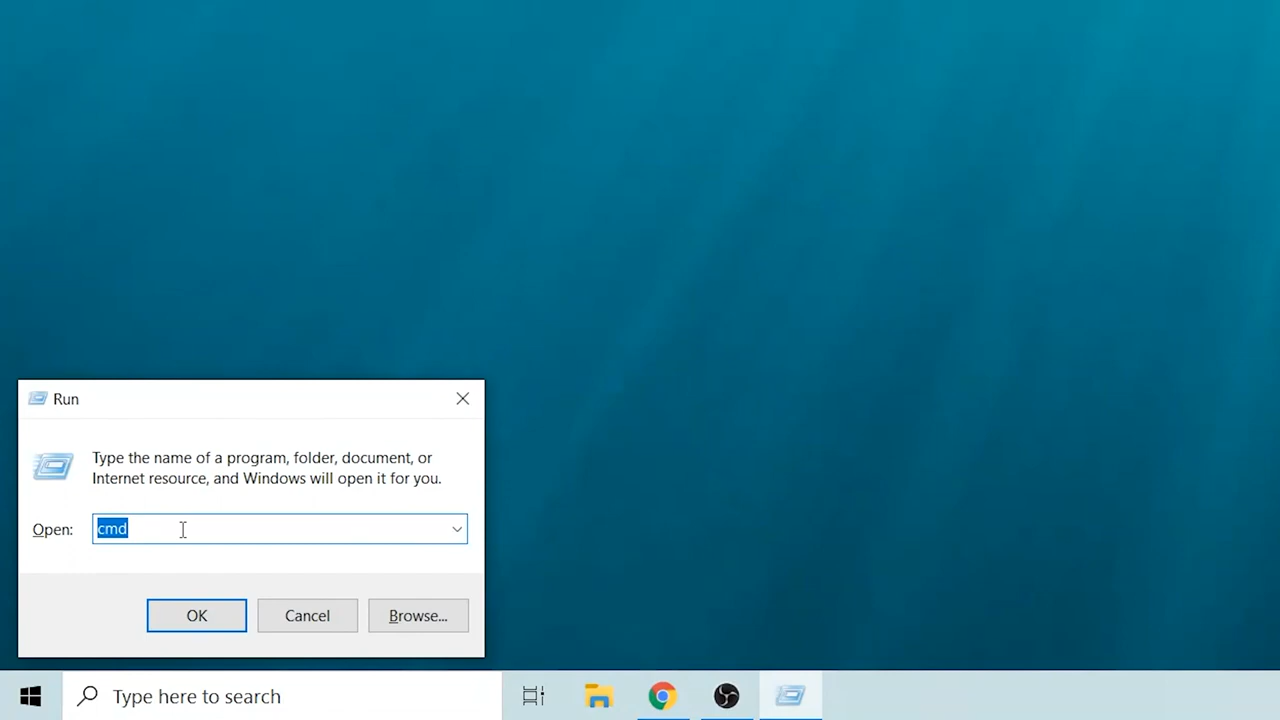 Run
Type the name of a program, folder, document, or
Internet resource, and Windows will open it for you.
Open: cmd
OK Cancel Browse...
Type here to search